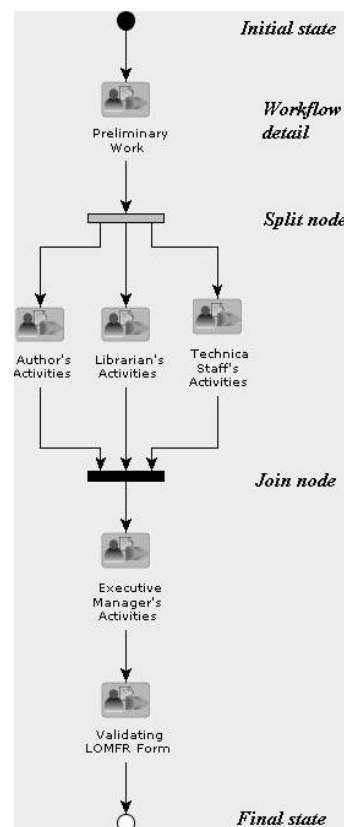 Initial state
Preliminary
Work
Workflow
detail
Split node
Author's
Activities
Librarian's
Activities
Technica
Staff's
Activities
Join node
Executive
Manager's
Activities
Validating
LOMFR Form
Final state